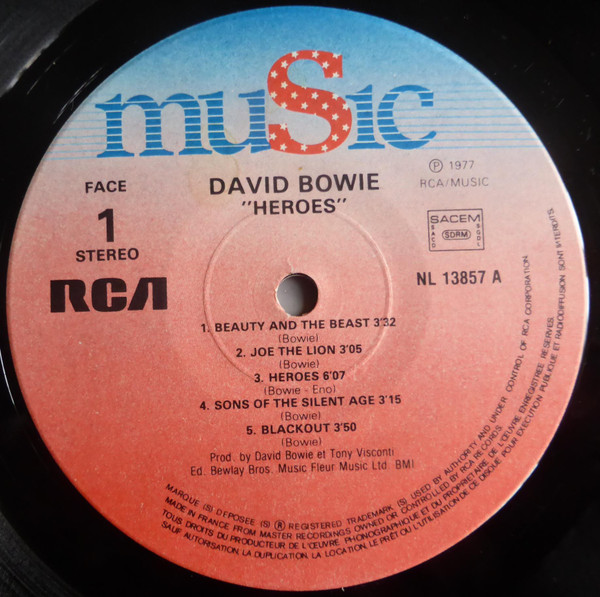 music
FACE
1
STEREO
RCA
DAVID BOWIE
"HEROES"
℗ 1977
RCA/MUSIC
SACEM
SACD
SDRM
SGDL
NL 13857 A
1. BEAUTY AND THE BEAST 3'32
(Bowie)
2. JOE THE LION 3'05
(Bowie)
3. HEROES 6'07
(Bowie - Eno)
4. SONS OF THE SILENT AGE 3'15
(Bowie)
5. BLACKOUT 3'50
(Bowie)
Prod. by David Bowie et Tony Visconti
Ed. Bewlay Bros. Music Fleur Music Ltd. BMI
MARQUE (S) DEPOSEE (S) ® REGISTERED TRADEMARK (S) USED BY AUTHORITY AND UNDER CONTROL OF RCA CORPORATION.
MADE IN FRANCE FROM MASTER RECORDINGS OWNED OR CONTROLLED BY RCA RECORDS.
TOUS DROITS DU PRODUCTEUR DE L'ŒUVRE PHONOGRAPHIQUE ET DU PROPRIETAIRE DE L'ŒUVRE ENREGISTREE RESERVES.
SAUF AUTORISATION, LA DUPLICATION, LA LOCATION, LE PRÊT OU L'UTILISATION DE CE DISQUE POUR EXECUTION PUBLIQUE ET RADIODIFFUSION SONT INTERDITS.